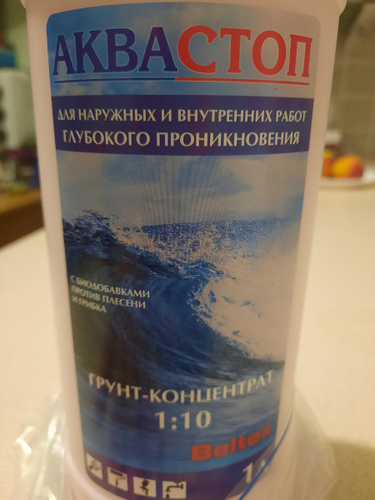 АКВАСТОП
ДЛЯ НАРУЖНЫХ И ВНУТРЕННИХ РАБОТ
ГЛУБОКОГО ПРОНИКНОВЕНИЯ
С БИОДОБАВКАМИ
ПРОТИВ ПЛЕСЕНИ
И ГРИБКА
ГРУНТ-КОНЦЕНТРАТ
1:10
Beltex